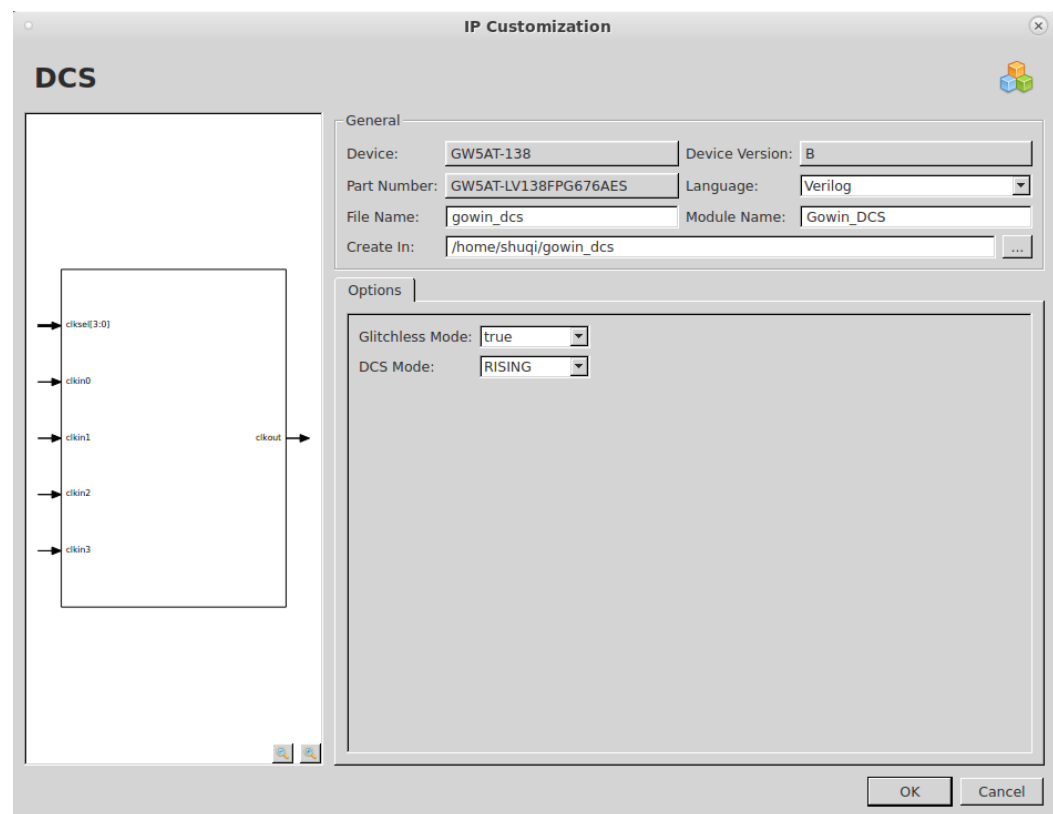 IP Customization
DCS
General
Device: GW5AT-138 Device Version: B
Part Number: GW5AT-LV138FPG676AES Language: Verilog
File Name: gowin_dcs Module Name: Gowin_DCS
Create In: /home/shuqi/gowin_dcs ...
Options
Glitchless Mode: true
DCS Mode: RISING
clksel[3:0]
clkin0
clkin1 clkout
clkin2
clkin3
OK Cancel